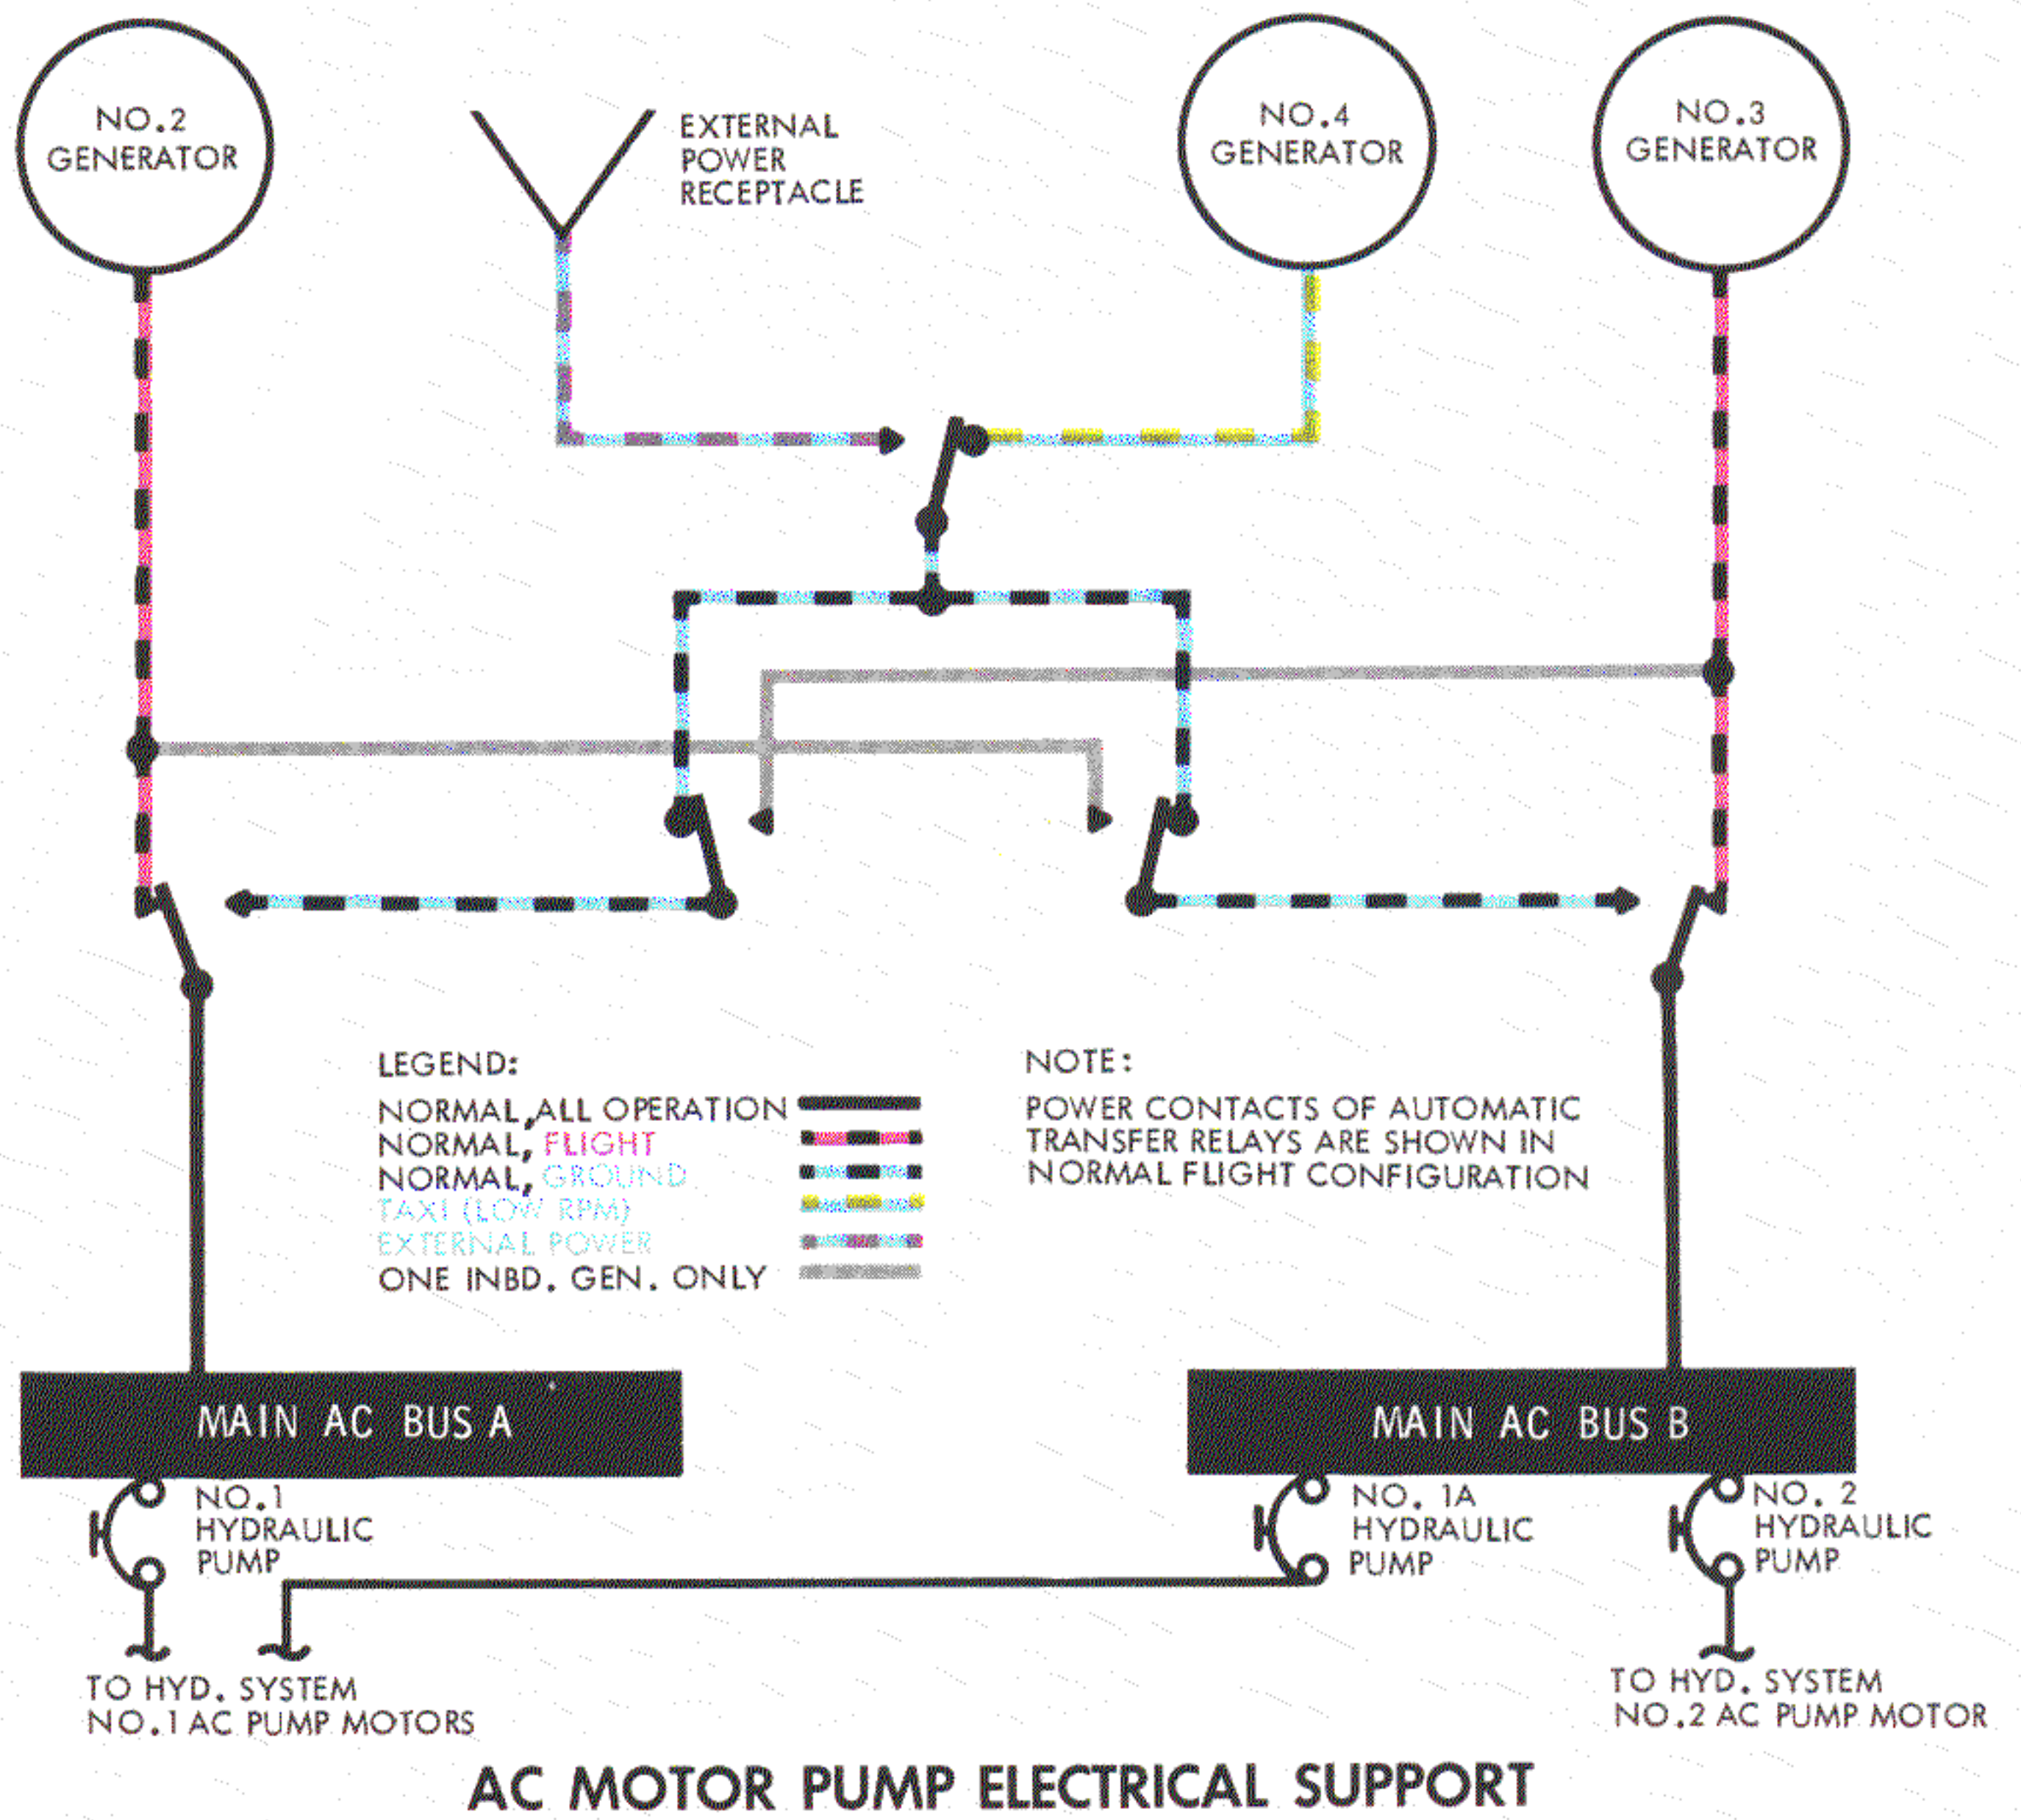 NO.2
GENERATOR
EXTERNAL
POWER
RECEPTACLE
NO.4
GENERATOR
NO.3
GENERATOR
LEGEND:
NORMAL, ALL OPERATION
NORMAL, FLIGHT
NORMAL, GROUND
TAXI (LOW RPM)
EXTERNAL POWER
ONE INBD. GEN. ONLY
NOTE:
POWER CONTACTS OF AUTOMATIC
TRANSFER RELAYS ARE SHOWN IN
NORMAL FLIGHT CONFIGURATION
MAIN AC BUS A
MAIN AC BUS B
NO.1
HYDRAULIC
PUMP
NO. 1A
HYDRAULIC
PUMP
NO. 2
HYDRAULIC
PUMP
TO HYD. SYSTEM
NO.1 AC PUMP MOTORS
TO HYD. SYSTEM
NO.2 AC PUMP MOTOR
AC MOTOR PUMP ELECTRICAL SUPPORT